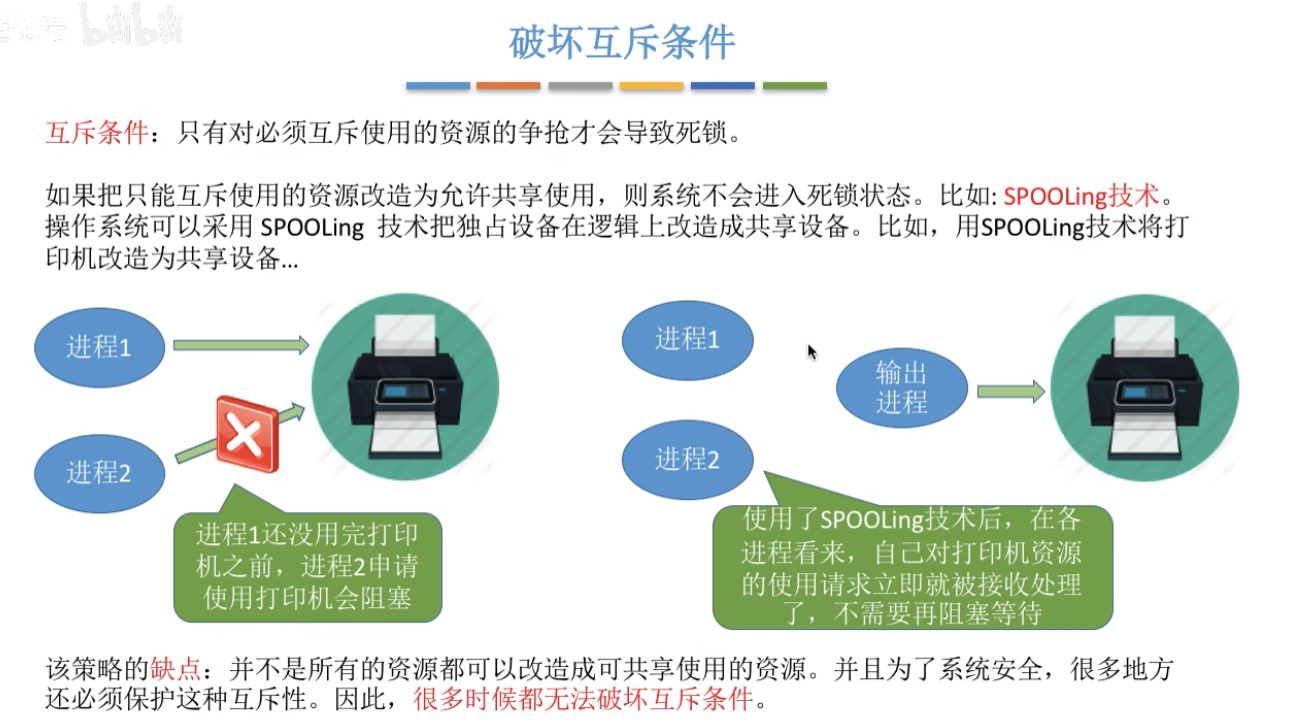 bilibili
破坏互斥条件
互斥条件：只有对必须互斥使用的资源的争抢才会导致死锁。
如果把只能互斥使用的资源改造为允许共享使用，则系统不会进入死锁状态。比如: SPOOLing技术。
操作系统可以采用 SPOOLing 技术把独占设备在逻辑上改造成共享设备。比如，用SPOOLing技术将打
印机改造为共享设备...
进程1
进程2
进程1还没用完打印
机之前，进程2申请
使用打印机会阻塞
进程1
进程2
输出
进程
使用了SPOOLing技术后，在各
进程看来，自己对打印机资源
的使用请求立即就被接收处理
了，不需要再阻塞等待
该策略的缺点：并不是所有的资源都可以改造成可共享使用的资源。并且为了系统安全，很多地方
还必须保护这种互斥性。因此，很多时候都无法破坏互斥条件。